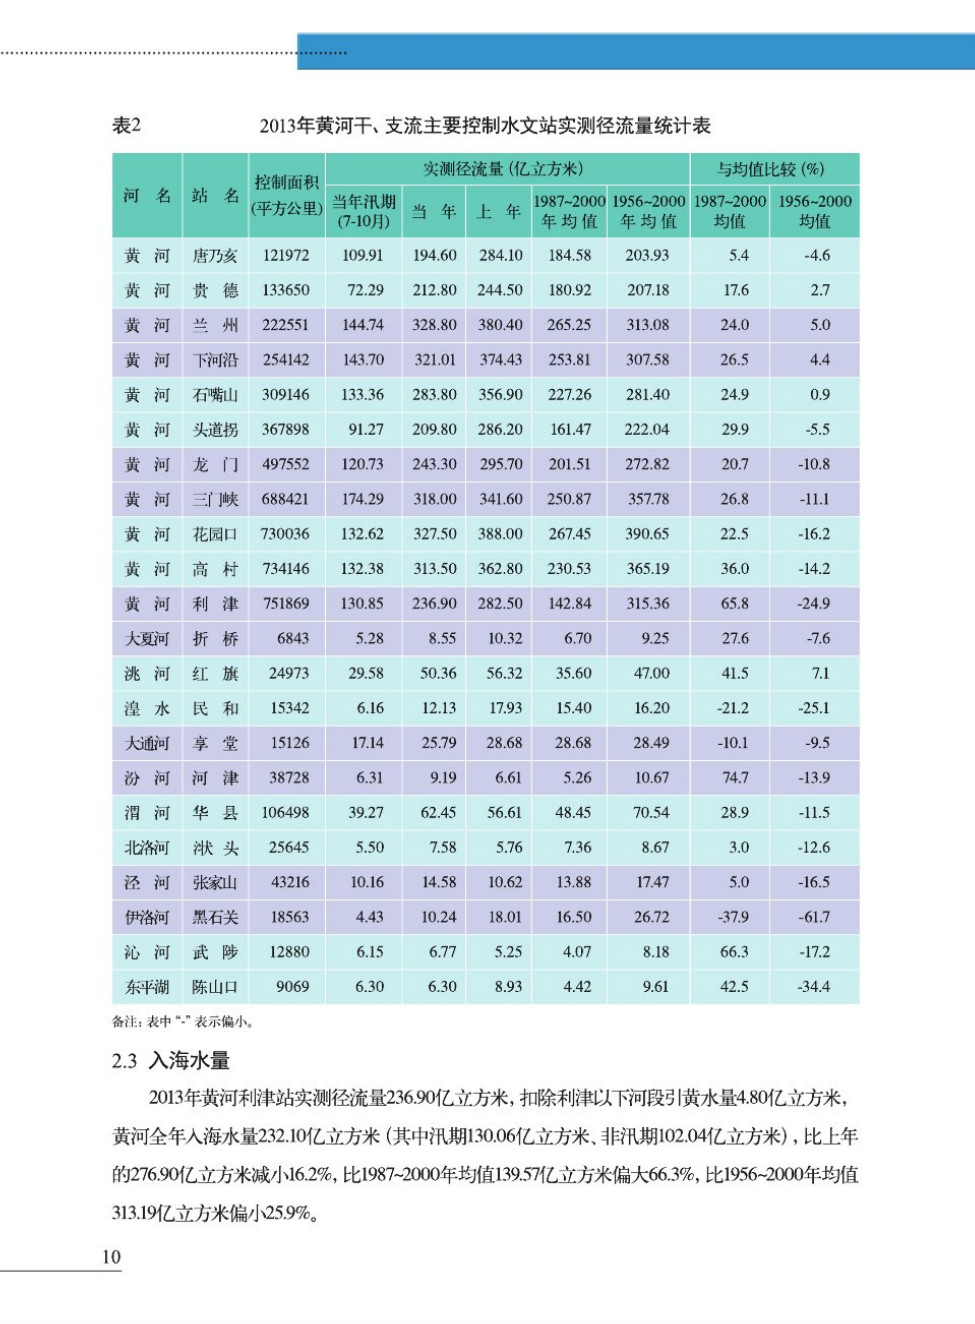 表2 2013年黄河干、支流主要控制水文站实测径流量统计表
河 名 站 名 控制面积(平方公里) 实测径流量(亿立方米) 与均值比较(%)
当年汛期(7-10月) 当 年 上 年 1987~2000年均值 1956~2000年均值 1987~2000均值 1956~2000均值
黄 河 唐乃亥 121972 109.91 194.60 284.10 184.58 203.93 5.4 -4.6
黄 河 贵 德 133650 72.29 212.80 244.50 180.92 207.18 17.6 2.7
黄 河 兰 州 222551 144.74 328.80 380.40 265.25 313.08 24.0 5.0
黄 河 下河沿 254142 143.70 321.01 374.43 253.81 307.58 26.5 4.4
黄 河 石嘴山 309146 133.36 283.80 356.90 227.26 281.40 24.9 0.9
黄 河 头道拐 367898 91.27 209.80 286.20 161.47 222.04 29.9 -5.5
黄 河 龙 门 497552 120.73 243.30 295.70 201.51 272.82 20.7 -10.8
黄 河 三门峡 688421 174.29 318.00 341.60 250.87 357.78 26.8 -11.1
黄 河 花园口 730036 132.62 327.50 388.00 267.45 390.65 22.5 -16.2
黄 河 高 村 734146 132.38 313.50 362.80 230.53 365.19 36.0 -14.2
黄 河 利 津 751869 130.85 236.90 282.50 142.84 315.36 65.8 -24.9
大夏河 折 桥 6843 5.28 8.55 10.32 6.70 9.25 27.6 -7.6
洮 河 红 旗 24973 29.58 50.36 56.32 35.60 47.00 41.5 7.1
湟 水 民 和 15342 6.16 12.13 17.93 15.40 16.20 -21.2 -25.1
大通河 享 堂 15126 17.14 25.79 28.68 28.68 28.49 -10.1 -9.5
汾 河 河 津 38728 6.31 9.19 6.61 5.26 10.67 74.7 -13.9
渭 河 华 县 106498 39.27 62.45 56.61 48.45 70.54 28.9 -11.5
北洛河 㳇 头 25645 5.50 7.58 5.76 7.36 8.67 3.0 -12.6
泾 河 张家山 43216 10.16 14.58 10.62 13.88 17.47 5.0 -16.5
伊洛河 黑石关 18563 4.43 10.24 18.01 16.50 26.72 -37.9 -61.7
沁 河 武 陟 12880 6.15 6.77 5.25 4.07 8.18 66.3 -17.2
东平湖 陈山口 9069 6.30 6.30 8.93 4.42 9.61 42.5 -34.4
备注：表中“-”表示偏小。
2.3 入海水量
2013年黄河利津站实测径流量236.90亿立方米，扣除利津以下河段引黄水量4.80亿立方米，
黄河全年入海水量232.10亿立方米（其中汛期130.06亿立方米、非汛期102.04亿立方米），比上年
的276.90亿立方米减小16.2%，比1987~2000年均值139.57亿立方米偏大66.3%，比1956~2000年均值
313.19亿立方米偏小25.9%。
10